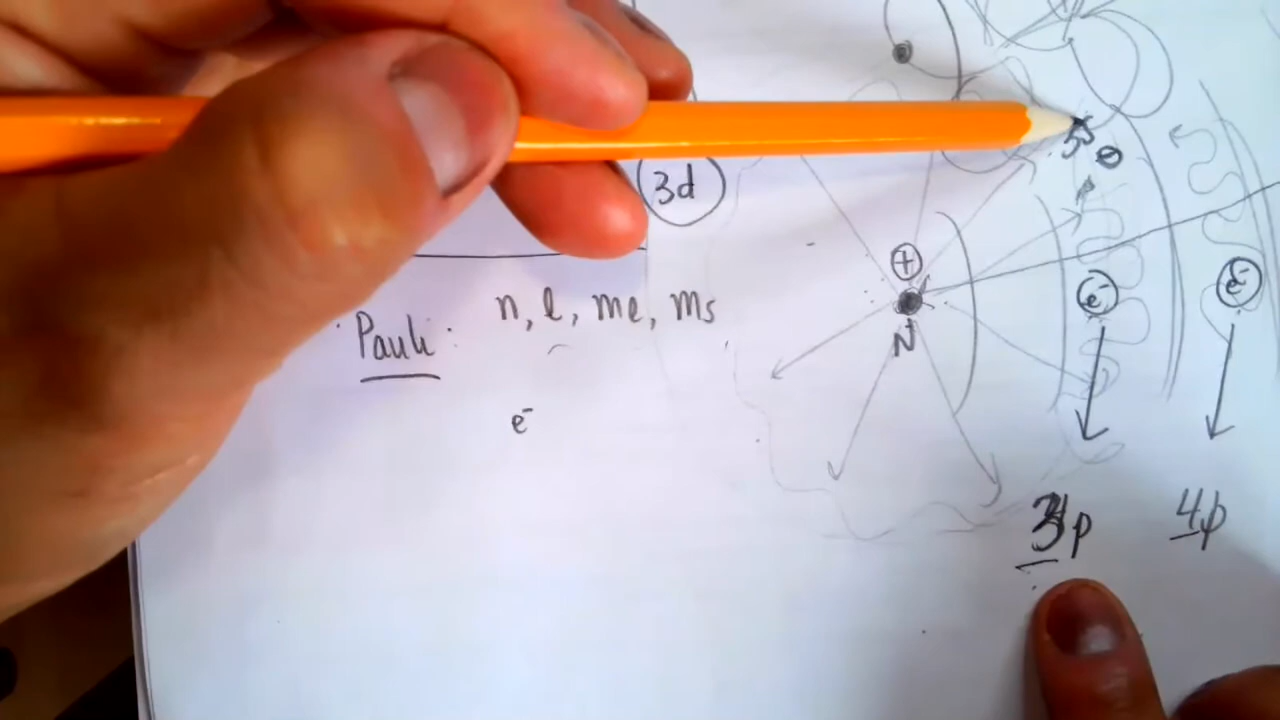 3d
n, l, me, ms
Pauli:
e⁻
+
N
e⁻
e⁻
3p
4p